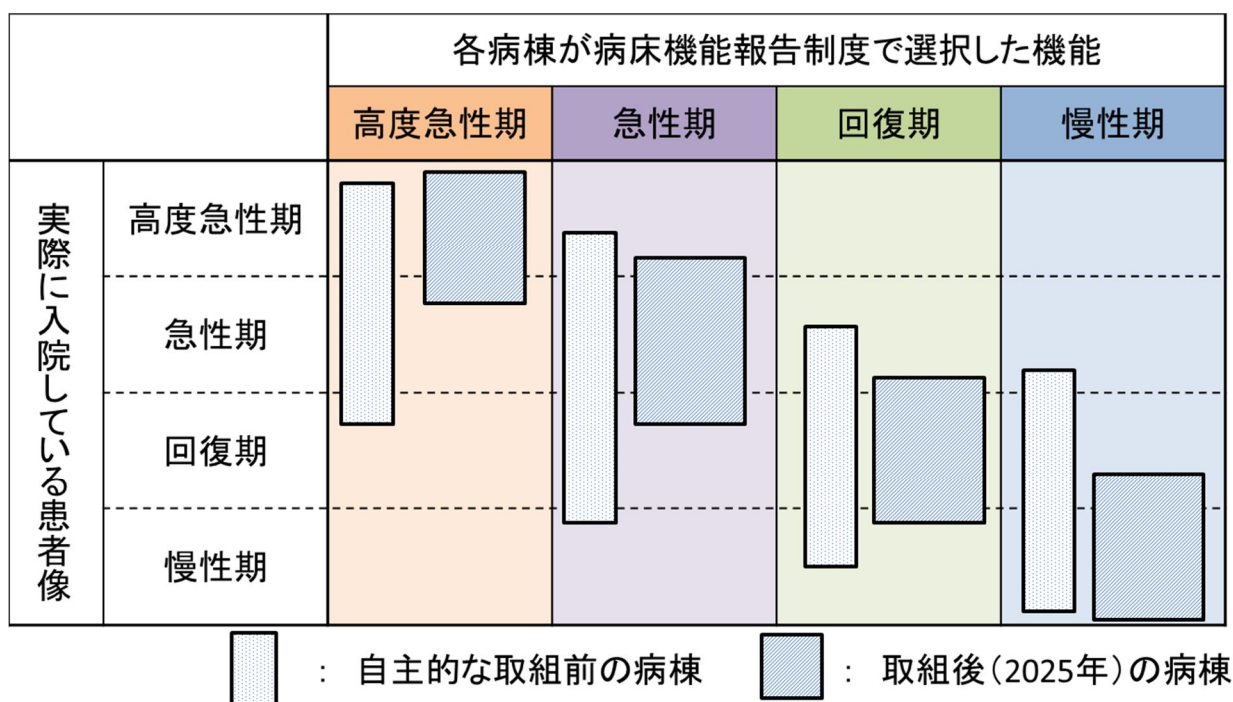 各病棟が病床機能報告制度で選択した機能
高度急性期
急性期
回復期
慢性期
実際に入院している患者像
高度急性期
急性期
回復期
慢性期
： 自主的な取組前の病棟
： 取組後（2025年）の病棟